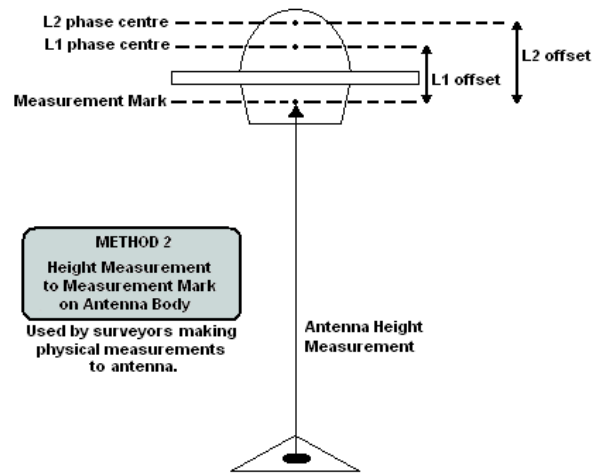 L2 phase centre
L1 phase centre
L2 offset
L1 offset
Measurement Mark
METHOD 2
Height Measurement
to Measurement Mark
on Antenna Body
Used by surveyors making
physical measurements
to antenna.
Antenna Height
Measurement